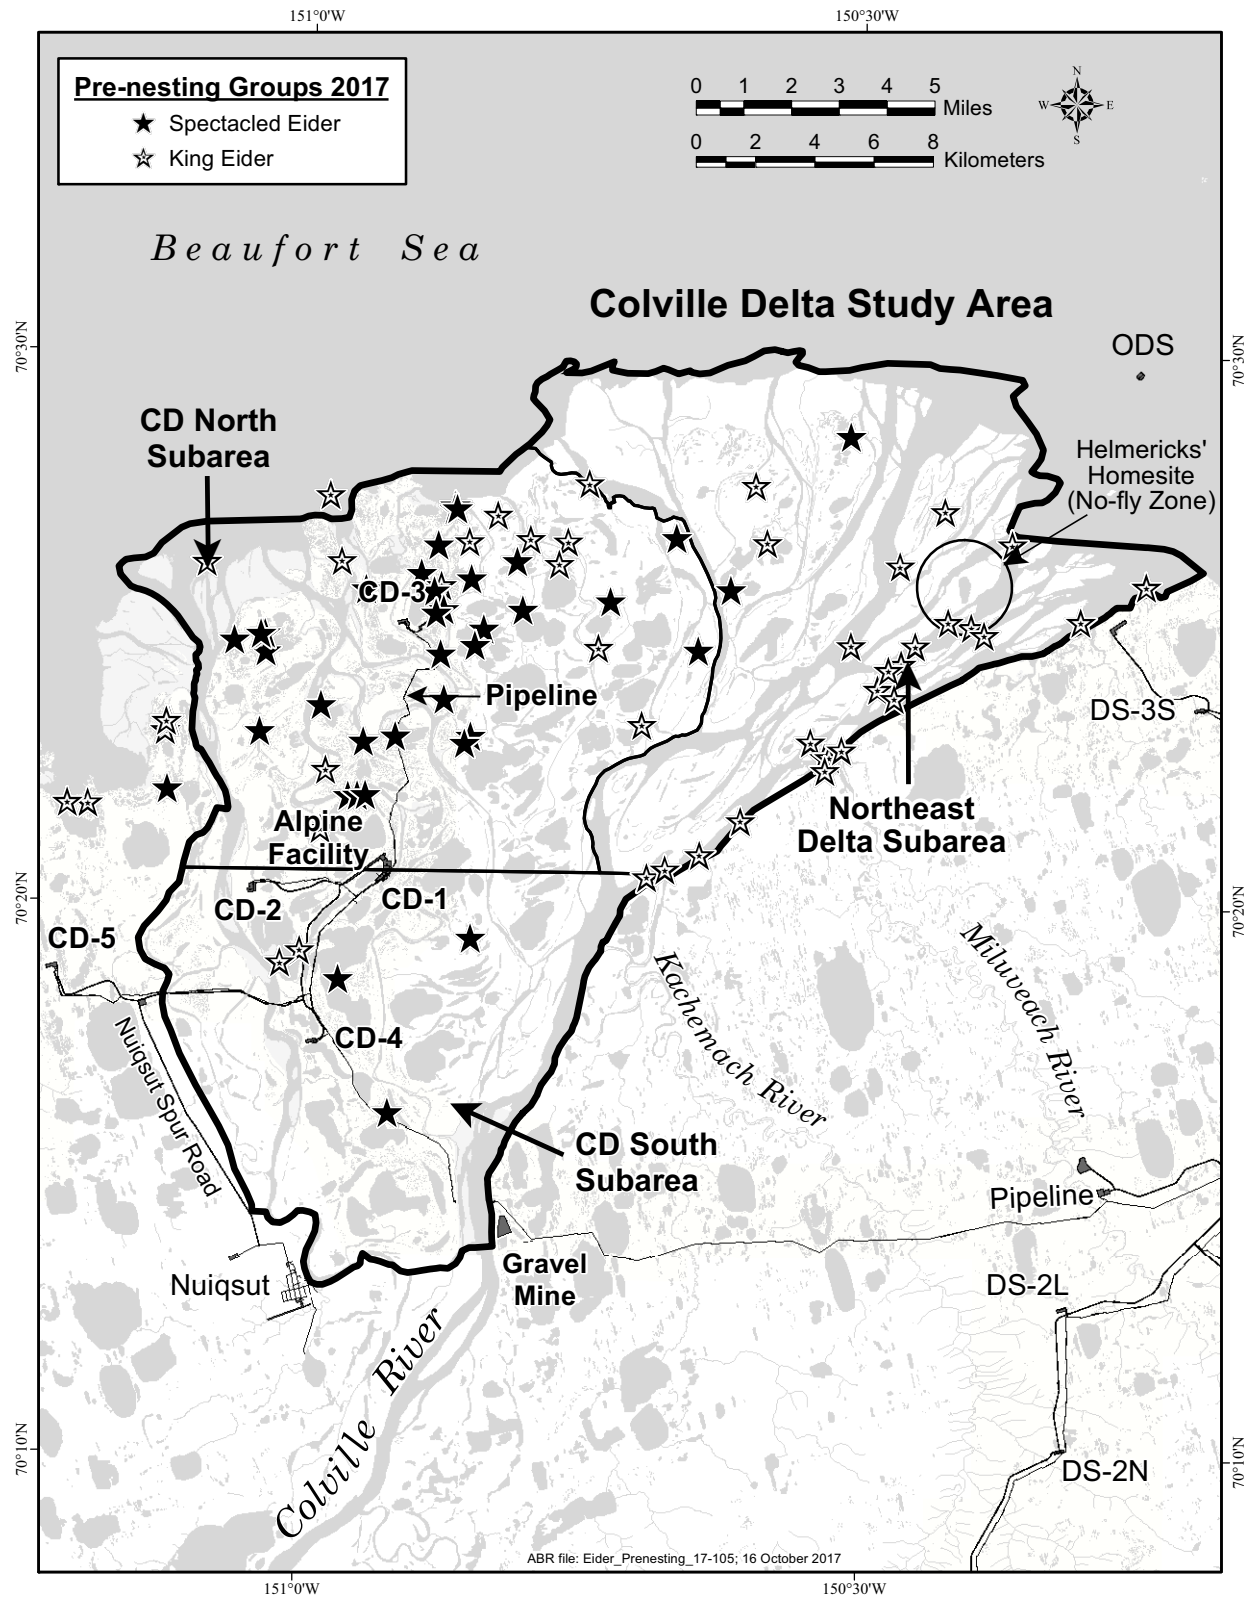 151°0'W
150°30'W
Pre-nesting Groups 2017
Spectacled Eider
King Eider
0 1 2 3 4 5
Miles
0 2 4 6 8
Kilometers
N
W E
S
Beaufort Sea
Colville Delta Study Area
70°30'N
70°30'N
ODS
CD North
Subarea
Helmericks'
Homesite
(No-fly Zone)
CD-3
Pipeline
DS-3S
Northeast
Delta Subarea
Alpine
Facility
CD-1
CD-2
70°20'N
70°20'N
CD-5
Kachemach River
Miluveach River
Nuiqsut Spur Road
CD-4
CD South
Subarea
Pipeline
Gravel
Mine
Nuiqsut
DS-2L
Colville River
70°10'N
70°10'N
DS-2N
ABR file: Eider_Prenesting_17-105; 16 October 2017
151°0'W
150°30'W